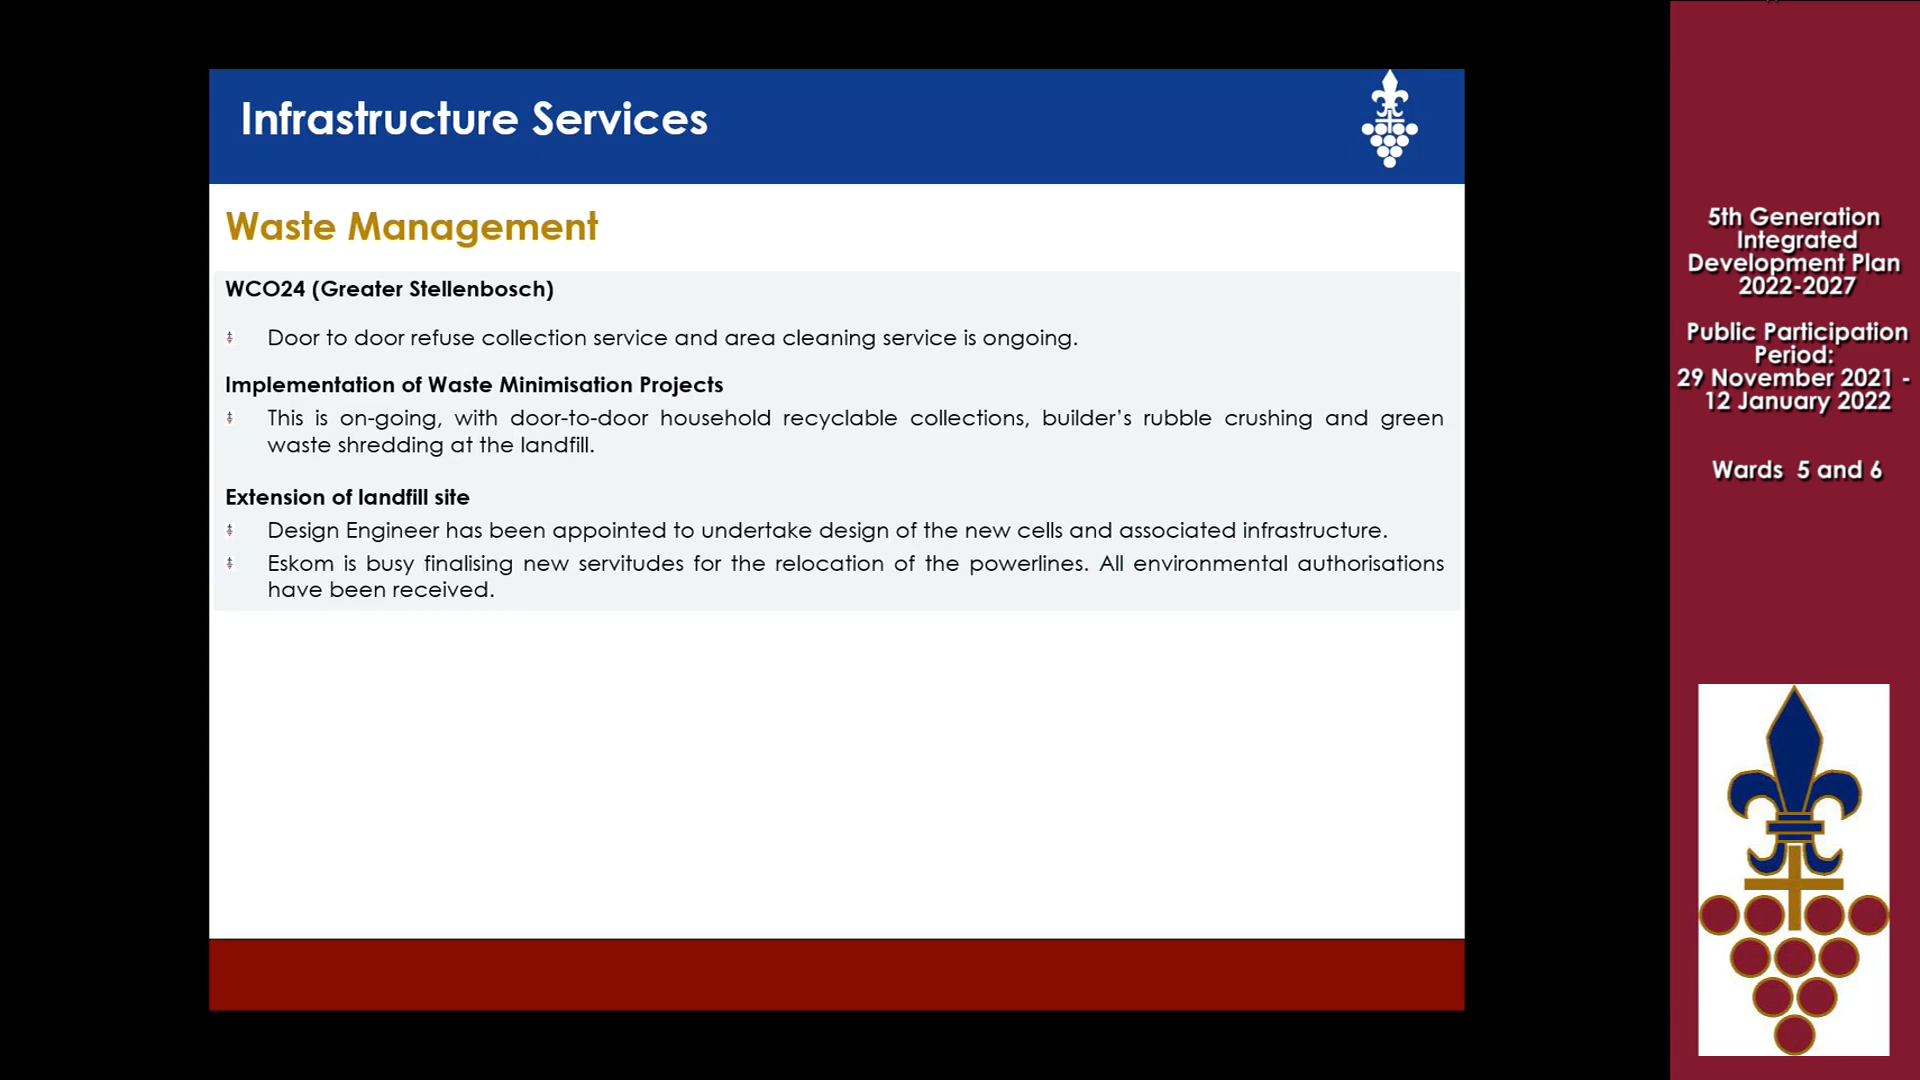 Infrastructure Services
Waste Management
WCO24 (Greater Stellenbosch)
Door to door refuse collection service and area cleaning service is ongoing.
Implementation of Waste Minimisation Projects
This is on-going, with door-to-door household recyclable collections, builder’s rubble crushing and green
waste shredding at the landfill.
Extension of landfill site
Design Engineer has been appointed to undertake design of the new cells and associated infrastructure.
Eskom is busy finalising new servitudes for the relocation of the powerlines. All environmental authorisations
have been received.
5th Generation
Integrated
Development Plan
2022-2027
Public Participation
Period:
29 November 2021 -
12 January 2022
Wards 5 and 6